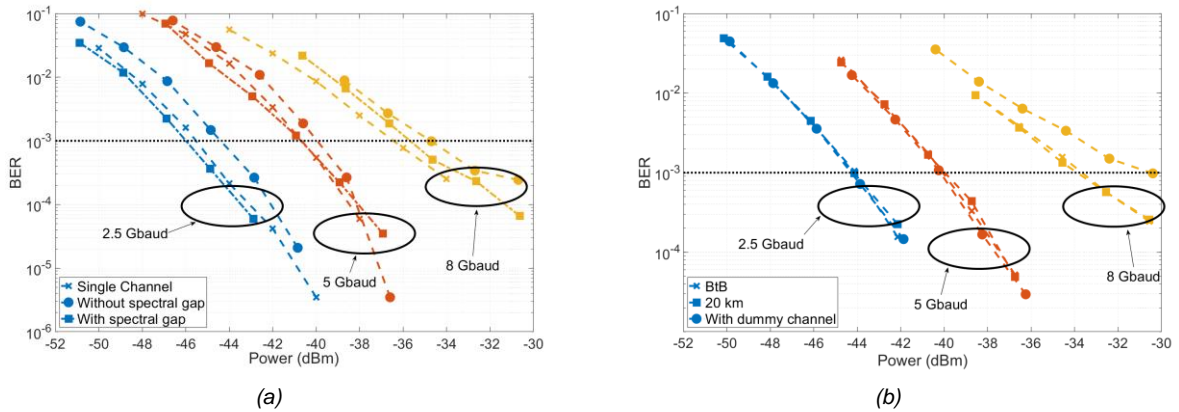 10^-1
10^-2
10^-3
10^-4
10^-5
10^-6
BER
2.5 Gbaud
5 Gbaud
8 Gbaud
Single Channel
Without spectral gap
With spectral gap
-52 -50 -48 -46 -44 -42 -40 -38 -36 -34 -32 -30
Power (dBm)
(a)
10^-1
10^-2
10^-3
10^-4
BER
2.5 Gbaud
5 Gbaud
8 Gbaud
BtB
20 km
With dummy channel
-52 -50 -48 -46 -44 -42 -40 -38 -36 -34 -32 -30
Power (dBm)
(b)